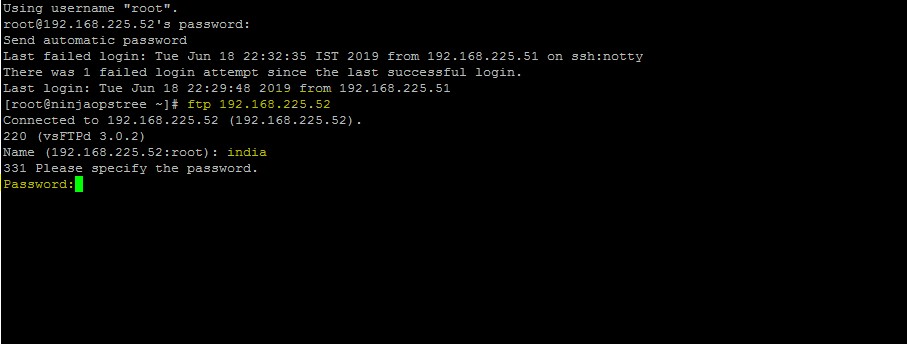 Using username "root".
root@192.168.225.52's password:
Send automatic password
Last failed login: Tue Jun 18 22:32:35 IST 2019 from 192.168.225.51 on ssh:notty
There was 1 failed login attempt since the last successful login.
Last login: Tue Jun 18 22:29:48 2019 from 192.168.225.51
[root@ninjaopstree ~]# ftp 192.168.225.52
Connected to 192.168.225.52 (192.168.225.52).
220 (vsFTPd 3.0.2)
Name (192.168.225.52:root): india
331 Please specify the password.
Password: